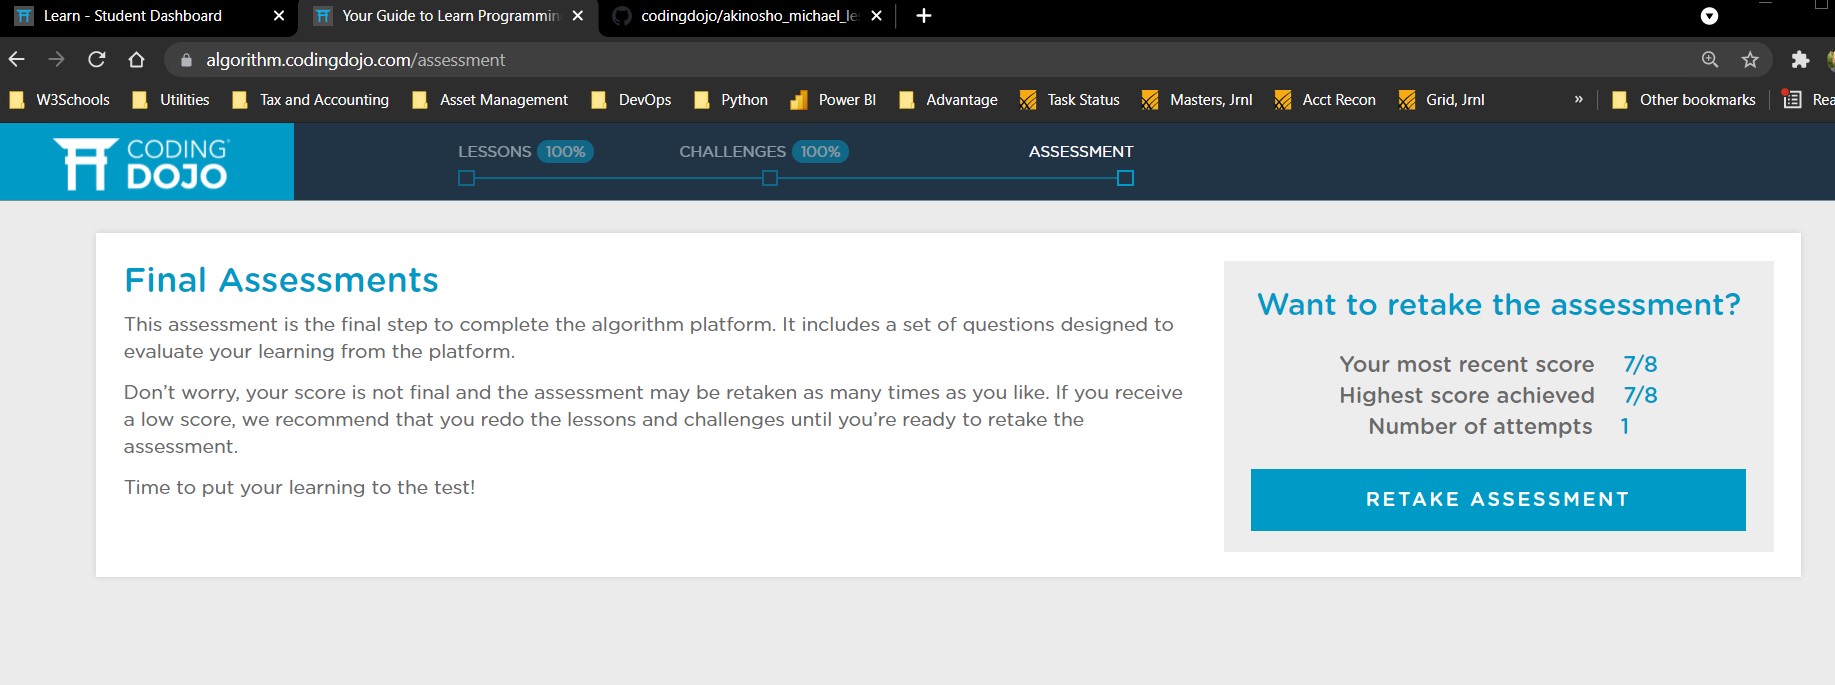 Learn - Student Dashboard
Your Guide to Learn Programmin
codingdojo/akinosho_michael_le
algorithm.codingdojo.com/assessment
W3Schools Utilities Tax and Accounting Asset Management DevOps Python Power BI Advantage Task Status Masters, Jrnl Acct Recon Grid, Jrnl » Other bookmarks Rea
CODING
DOJO
LESSONS 100% CHALLENGES 100% ASSESSMENT
Final Assessments
This assessment is the final step to complete the algorithm platform. It includes a set of questions designed to
evaluate your learning from the platform.
Don't worry, your score is not final and the assessment may be retaken as many times as you like. If you receive
a low score, we recommend that you redo the lessons and challenges until you're ready to retake the
assessment.
Time to put your learning to the test!
Want to retake the assessment?
Your most recent score 7/8
Highest score achieved 7/8
Number of attempts 1
RETAKE ASSESSMENT